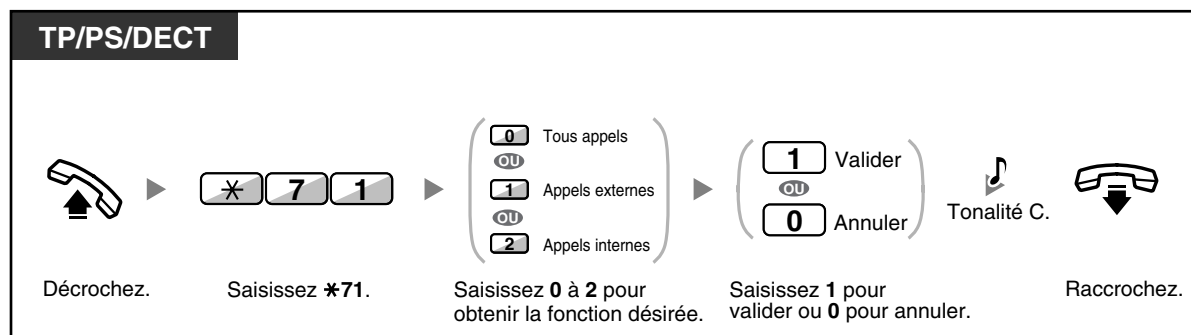 TP/PS/DECT
0 Tous appels
OU
1 Appels externes
OU
2 Appels internes
✳ 7 1
1 Valider
OU
0 Annuler
Tonalité C.
Décrochez.
Saisissez ✳71.
Saisissez 0 à 2 pour
obtenir la fonction désirée.
Saisissez 1 pour
valider ou 0 pour annuler.
Raccrochez.